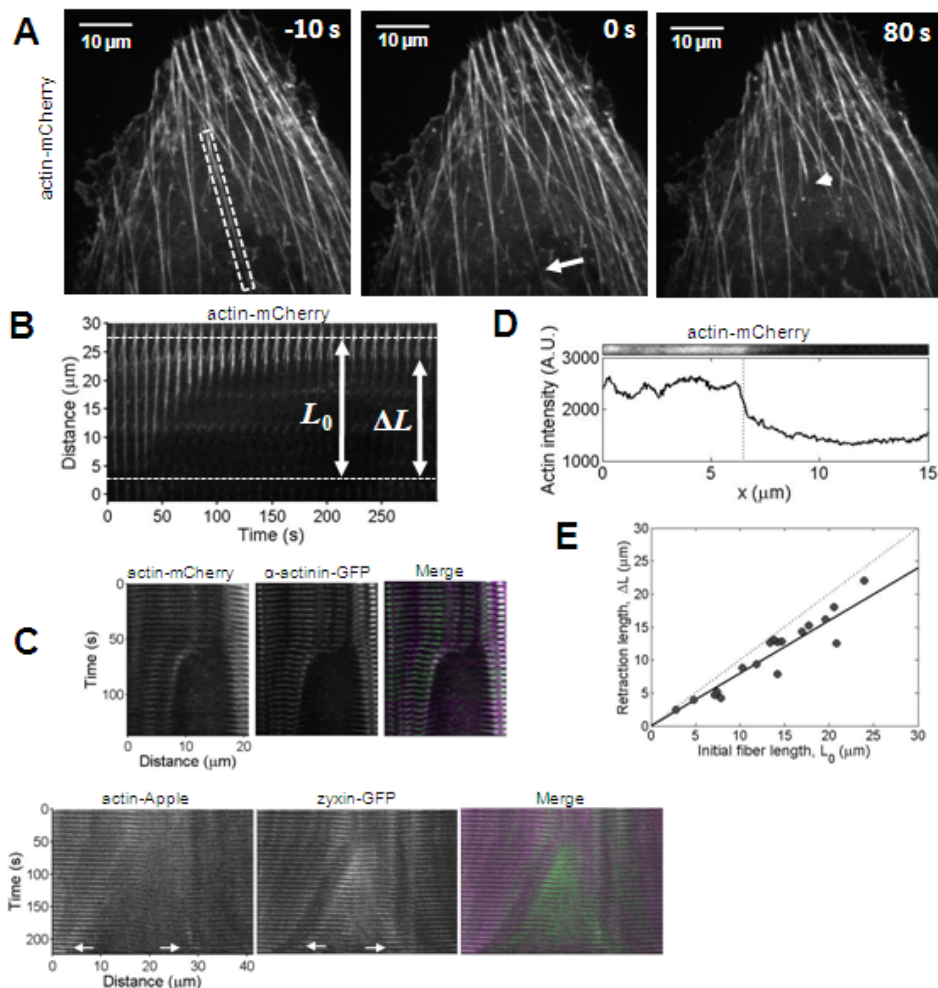 A
10 µm
-10 s
10 µm
0 s
10 µm
80 s
actin-mCherry
B
actin-mCherry
30
25
20
15
10
5
0
Distance (µm)
L0
ΔL
0 50 100 150 200 250
Time (s)
D
actin-mCherry
3000
2000
1000
Actin intensity (A.U.)
0 5 10 15
x (µm)
C
actin-mCherry
α-actinin-GFP
Merge
0
50
100
Time (s)
0 10 20
Distance (µm)
E
30
25
20
15
10
5
0
Retraction length, ΔL (µm)
0 5 10 15 20 25 30
Initial fiber length, L0 (µm)
actin-Apple
zyxin-GFP
Merge
0
50
100
150
200
Time (s)
0 10 20 30 40
Distance (µm)